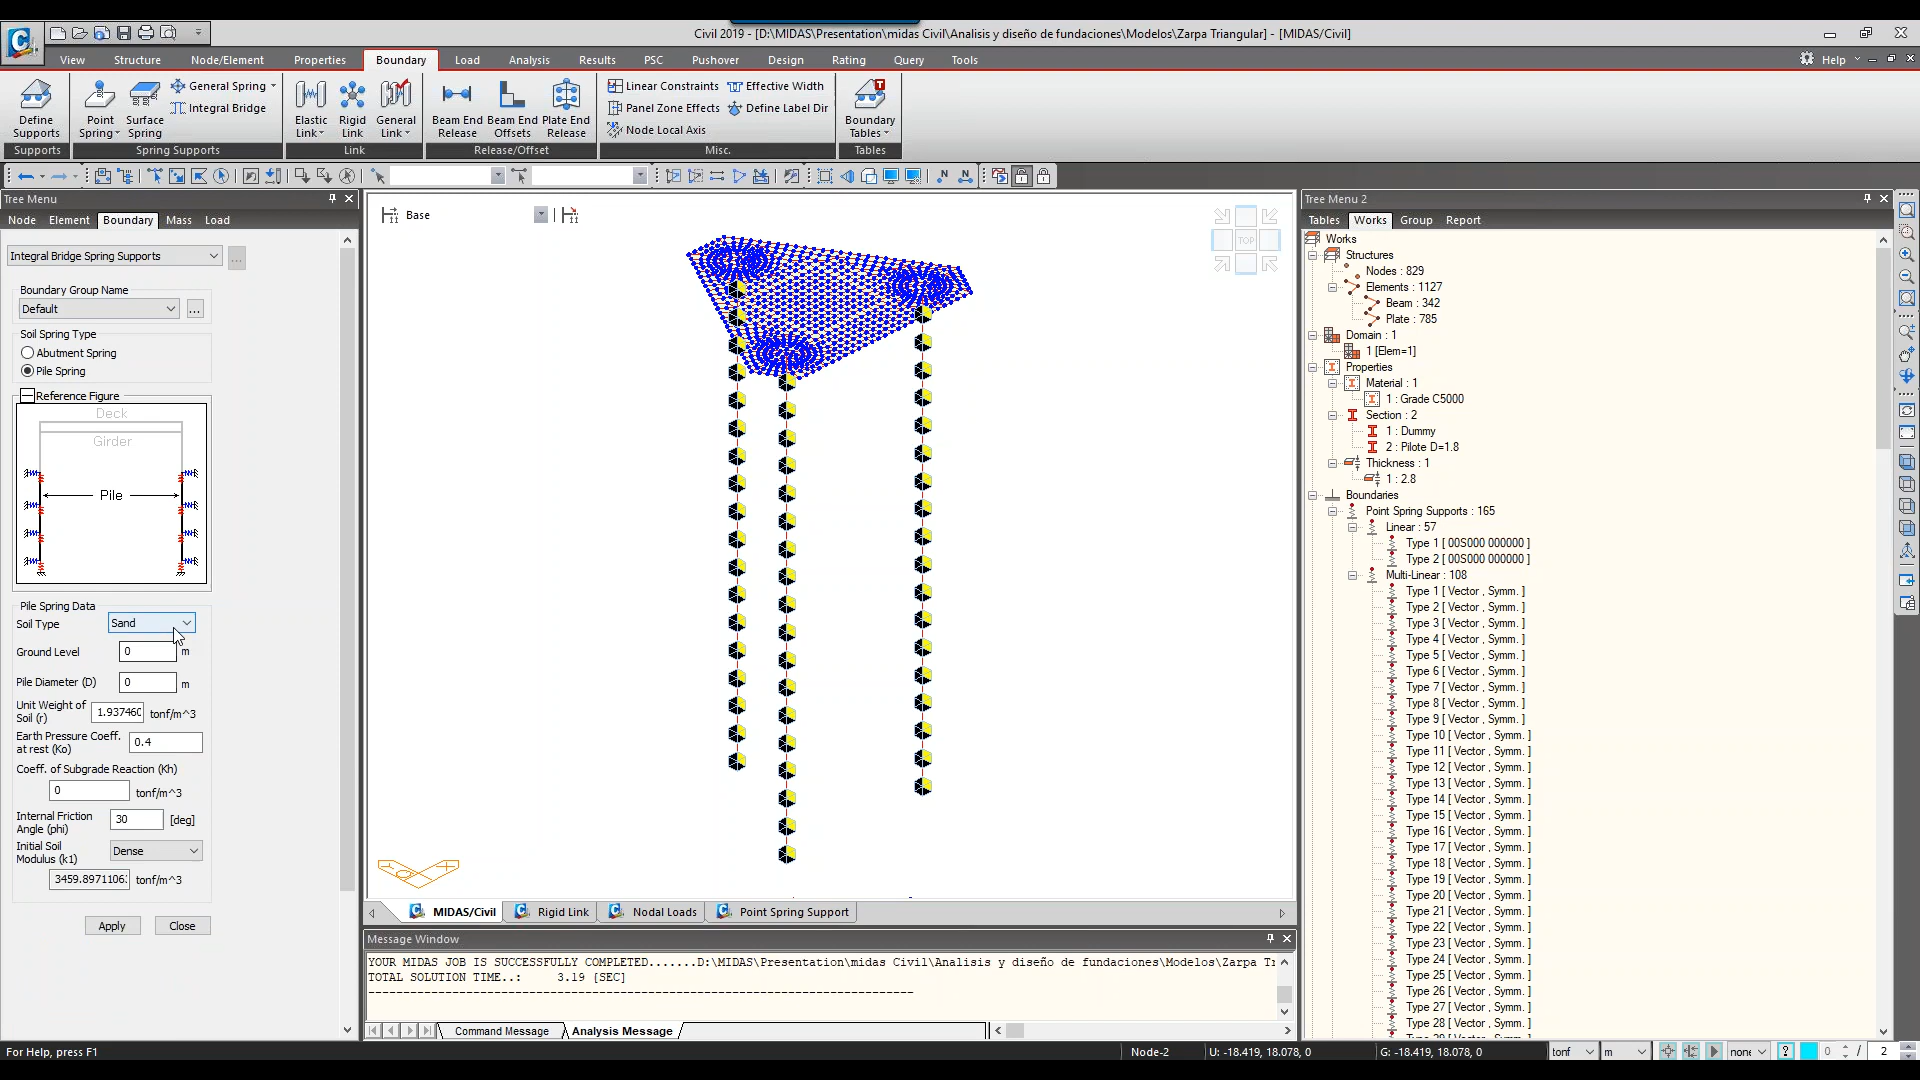 Civil 2019 - [D:\MIDAS\Presentation\midas Civil\Analisis y diseño de fundaciones\Modelos\Zarpa Triangular] - [MIDAS/Civil]
View Structure Node/Element Properties Boundary Load Analysis Results PSC Pushover Design Rating Query Tools Help
Define Supports
Point Spring
Surface Spring
General Spring
Integral Bridge
Elastic Link
Rigid Link
General Link
Beam End Release
Beam End Offsets
Plate End Release
Linear Constraints
Effective Width
Panel Zone Effects
Define Label Dir
Node Local Axis
Boundary Tables
Supports Spring Supports Link Release/Offset Misc. Tables
Tree Menu
Node Element Boundary Mass Load
Integral Bridge Spring Supports
...
Boundary Group Name
Default
...
Soil Spring Type
Abutment Spring
Pile Spring
Reference Figure
Deck
Girder
Pile
Pile Spring Data
Soil Type Sand
Ground Level 0 m
Pile Diameter (D) 0 m
Unit Weight of Soil (r) 1.937460 tonf/m^3
Earth Pressure Coeff. at rest (Ko) 0.4
Coeff. of Subgrade Reaction (Kh)
0 tonf/m^3
Internal Friction Angle (phi) 30 [deg]
Initial Soil Modulus (k1) Dense
3459.8971106 tonf/m^3
Apply Close
Base
TOP
MIDAS/Civil Rigid Link Nodal Loads Point Spring Support
Message Window
YOUR MIDAS JOB IS SUCCESSFULLY COMPLETED.......D:\MIDAS\Presentation\midas Civil\Analisis y diseño de fundaciones\Modelos\Zarpa Tr
TOTAL SOLUTION TIME..: 3.19 [SEC]
Command Message Analysis Message
Tree Menu 2
Tables Works Group Report
Works
Structures
Nodes : 829
Elements : 1127
Beam : 342
Plate : 785
Domain : 1
1 [Elem=1]
Properties
Material : 1
1 : Grade C5000
Section : 2
1 : Dummy
2 : Pilote D=1.8
Thickness : 1
1 : 2.8
Boundaries
Point Spring Supports : 165
Linear : 57
Type 1 [ 00S000 000000 ]
Type 2 [ 00S000 000000 ]
Multi-Linear : 108
Type 1 [ Vector , Symm. ]
Type 2 [ Vector , Symm. ]
Type 3 [ Vector , Symm. ]
Type 4 [ Vector , Symm. ]
Type 5 [ Vector , Symm. ]
Type 6 [ Vector , Symm. ]
Type 7 [ Vector , Symm. ]
Type 8 [ Vector , Symm. ]
Type 9 [ Vector , Symm. ]
Type 10 [ Vector , Symm. ]
Type 11 [ Vector , Symm. ]
Type 12 [ Vector , Symm. ]
Type 13 [ Vector , Symm. ]
Type 14 [ Vector , Symm. ]
Type 15 [ Vector , Symm. ]
Type 16 [ Vector , Symm. ]
Type 17 [ Vector , Symm. ]
Type 18 [ Vector , Symm. ]
Type 19 [ Vector , Symm. ]
Type 20 [ Vector , Symm. ]
Type 21 [ Vector , Symm. ]
Type 22 [ Vector , Symm. ]
Type 23 [ Vector , Symm. ]
Type 24 [ Vector , Symm. ]
Type 25 [ Vector , Symm. ]
Type 26 [ Vector , Symm. ]
Type 27 [ Vector , Symm. ]
Type 28 [ Vector , Symm. ]
For Help, press F1 Node-2 U: -18.419, 18.078, 0 G: -18.419, 18.078, 0 tonf m none ? 0 / 2